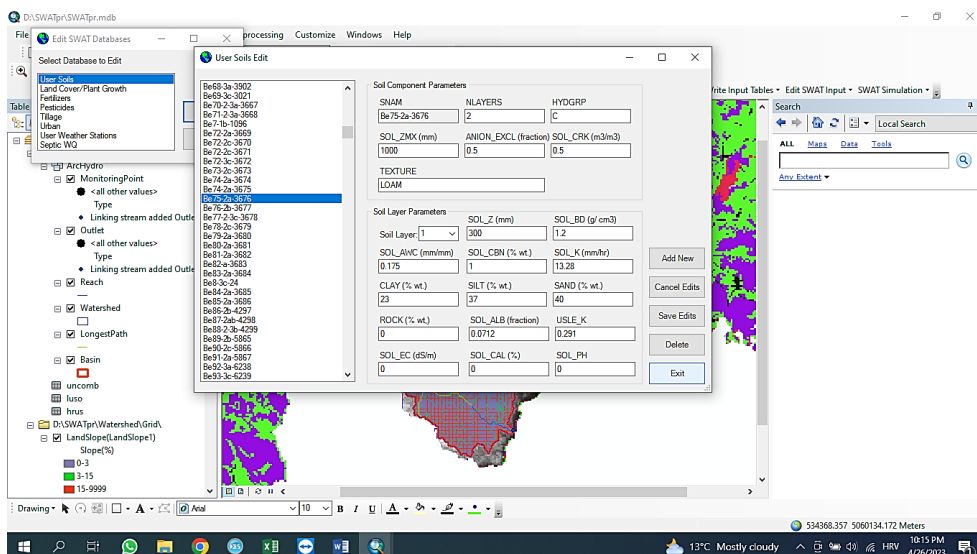 D:\SWATpr/SWATpr.mdb
File
processing Customize Windows Help
Edit SWAT Databases
Select Database to Edit
User Soils
Land Cover/Plant Growth
Fertilizers
Pesticides
Tillage
Urban
User Weather Stations
Septic WQ
Table
ArcHydro
MonitoringPoint
<all other values>
Type
Linking stream added Outle
Outlet
<all other values>
Type
Linking stream added Outle
Reach
Watershed
LongestPath
Basin
uncomb
luso
hrus
D:\SWATpr\Watershed\Grid\
LandSlope(LandSlope1)
Slope(%)
0-3
3-15
15-9999
User Soils Edit
Be68-3a-3902
Be69-3c-3021
Be70-2-3a-3667
Be71-2-3a-3668
Be7-1b-1096
Be72-2a-3669
Be72-2c-3670
Be72-2c-3671
Be72-3c-3672
Be73-2c-3673
Be74-2a-3674
Be74-2a-3675
Be75-2a-3676
Be76-2b-3677
Be77-2-3c-3678
Be78-2c-3679
Be79-2a-3680
Be80-2a-3681
Be81-2a-3682
Be82-a-3683
Be83-2a-3684
Be8-3c-24
Be84-2a-3685
Be85-2a-3686
Be86-2b-4297
Be87-2ab-4298
Be88-2-3b-4299
Be89-2b-5865
Be90-2c-5866
Be91-2a-5867
Be92-3a-6238
Be93-3c-6239
Soil Component Parameters
SNAM NLAYERS HYDGRP
Be75-2a-3676 2 C
SOL_ZMX (mm) ANION_EXCL (fraction) SOL_CRK (m3/m3)
1000 0.5 0.5
TEXTURE
LOAM
Soil Layer Parameters
SOL_Z (mm) SOL_BD (g/ cm3)
Soil Layer: 1 300 1.2
SOL_AWC (mm/mm) SOL_CBN (% wt.) SOL_K (mm/hr)
0.175 1 13.28
CLAY (% wt.) SILT (% wt.) SAND (% wt.)
23 37 40
ROCK (% wt.) SOL_ALB (fraction) USLE_K
0 0.0712 0.291
SOL_EC (dS/m) SOL_CAL (%) SOL_PH
0 0 0
Add New
Cancel Edits
Save Edits
Delete
Exit
rite Input Tables Edit SWAT Input SWAT Simulation
Search
Local Search
ALL Maps Data Tools
Any Extent
Drawing Arial 10 B I U A
534368.357 5060134.172 Meters
13°C Mostly cloudy HRV 10:15 PM
4/26/2023